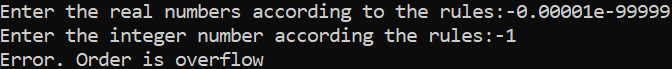 Enter the real numbers according to the rules:-0.00001e-99999
Enter the integer number according the rules:-1
Error. Order is overflow